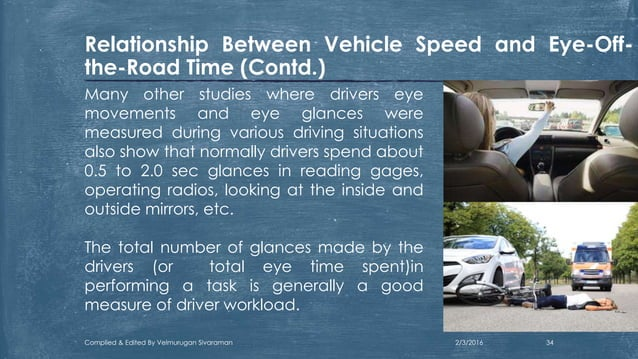 Relationship Between Vehicle Speed and Eye-Off-
the-Road Time (Contd.)
Many other studies where drivers eye
movements and eye glances were
measured during various driving situations
also show that normally drivers spend about
0.5 to 2.0 sec glances in reading gages,
operating radios, looking at the inside and
outside mirrors, etc.
The total number of glances made by the
drivers (or total eye time spent)in
performing a task is generally a good
measure of driver workload.
Complied & Edited By Velmurugan Sivaraman
2/3/2016
34